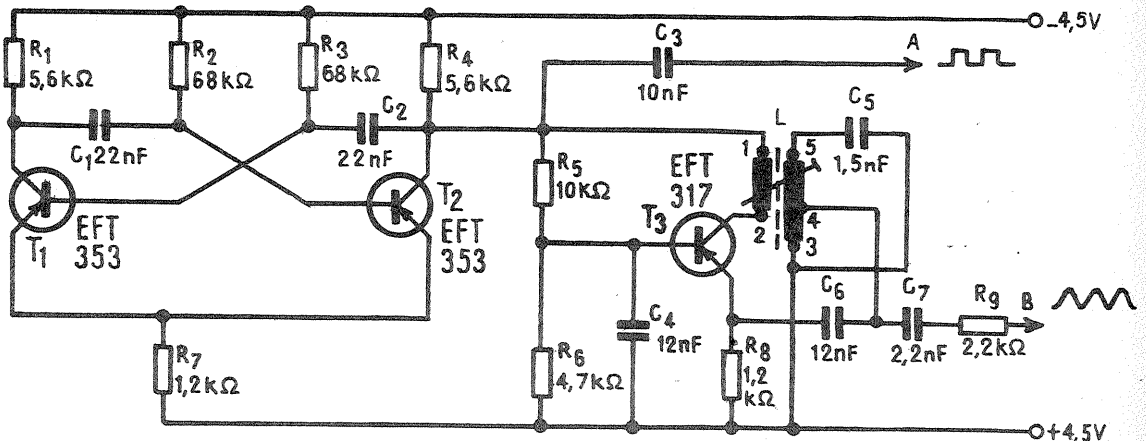 −4,5V
R1
5,6kΩ
R2
68kΩ
R3
68kΩ
R4
5,6kΩ
C3
10nF
A
C1 22nF
C2
22nF
L
C5
1,5nF
1
5
R5
10kΩ
EFT
317
T3
2
4
3
T1
EFT
353
T2
EFT
353
C4
12nF
C6
12nF
C7
2,2nF
R9
2,2kΩ
B
R7
1,2kΩ
R6
4,7kΩ
R8
1,2
kΩ
+4,5V